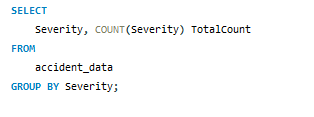 SELECT
Severity, COUNT(Severity) TotalCount
FROM
accident_data
GROUP BY Severity;